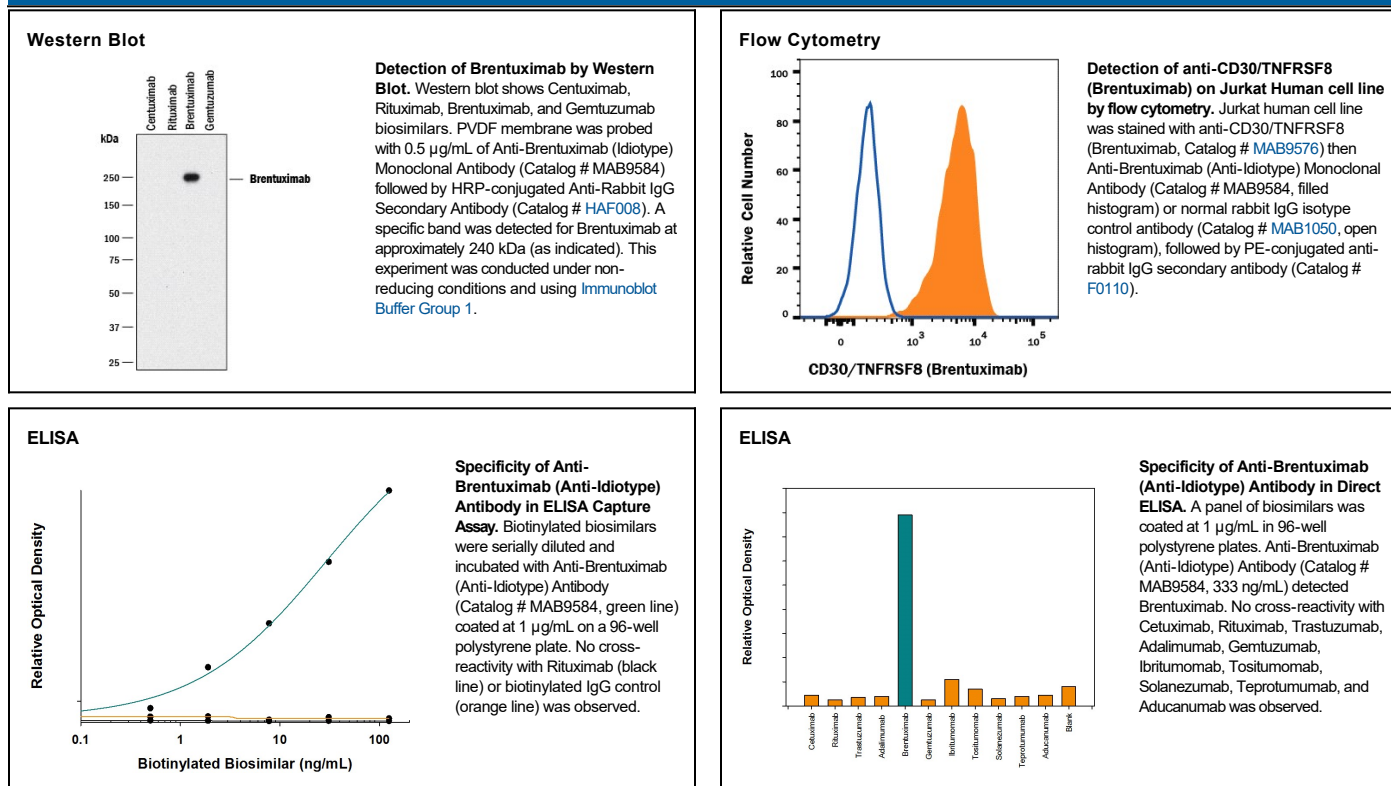 Western Blot
Centuximab
Rituximab
Brentuximab
Gemtuzumab
kDa
250
150
100
75
50
37
25
Brentuximab
Detection of Brentuximab by Western
Blot. Western blot shows Centuximab,
Rituximab, Brentuximab, and Gemtuzumab
biosimilars. PVDF membrane was probed
with 0.5 µg/mL of Anti-Brentuximab (Idiotype)
Monoclonal Antibody (Catalog # MAB9584)
followed by HRP-conjugated Anti-Rabbit IgG
Secondary Antibody (Catalog # HAF008). A
specific band was detected for Brentuximab at
approximately 240 kDa (as indicated). This
experiment was conducted under non-
reducing conditions and using Immunoblot
Buffer Group 1.
Flow Cytometry
Relative Cell Number
100
80
60
40
20
0
0
10³
10⁴
10⁵
CD30/TNFRSF8 (Brentuximab)
Detection of anti-CD30/TNFRSF8
(Brentuximab) on Jurkat Human cell line
by flow cytometry. Jurkat human cell line
was stained with anti-CD30/TNFRSF8
(Brentuximab, Catalog # MAB9576) then
Anti-Brentuximab (Anti-Idiotype) Monoclonal
Antibody (Catalog # MAB9584, filled
histogram) or normal rabbit IgG isotype
control antibody (Catalog # MAB1050, open
histogram), followed by PE-conjugated anti-
rabbit IgG secondary antibody (Catalog #
F0110).
ELISA
Relative Optical Density
0.1
1
10
100
Biotinylated Biosimilar (ng/mL)
Specificity of Anti-
Brentuximab (Anti-Idiotype)
Antibody in ELISA Capture
Assay. Biotinylated biosimilars
were serially diluted and
incubated with Anti-Brentuximab
(Anti-Idiotype) Antibody
(Catalog # MAB9584, green line)
coated at 1 µg/mL on a 96-well
polystyrene plate. No cross-
reactivity with Rituximab (black
line) or biotinylated IgG control
(orange line) was observed.
ELISA
Relative Optical Density
Cetuximab
Rituximab
Trastuzumab
Adalimumab
Brentuximab
Gemtuzumab
Ibritumomab
Tositumomab
Solanezumab
Teprotumumab
Aducanumab
Blank
Specificity of Anti-Brentuximab
(Anti-Idiotype) Antibody in Direct
ELISA. A panel of biosimilars was
coated at 1 µg/mL in 96-well
polystyrene plates. Anti-Brentuximab
(Anti-Idiotype) Antibody (Catalog #
MAB9584, 333 ng/mL) detected
Brentuximab. No cross-reactivity with
Cetuximab, Rituximab, Trastuzumab,
Adalimumab, Gemtuzumab,
Ibritumomab, Tositumomab,
Solanezumab, Teprotumumab, and
Aducanumab was observed.